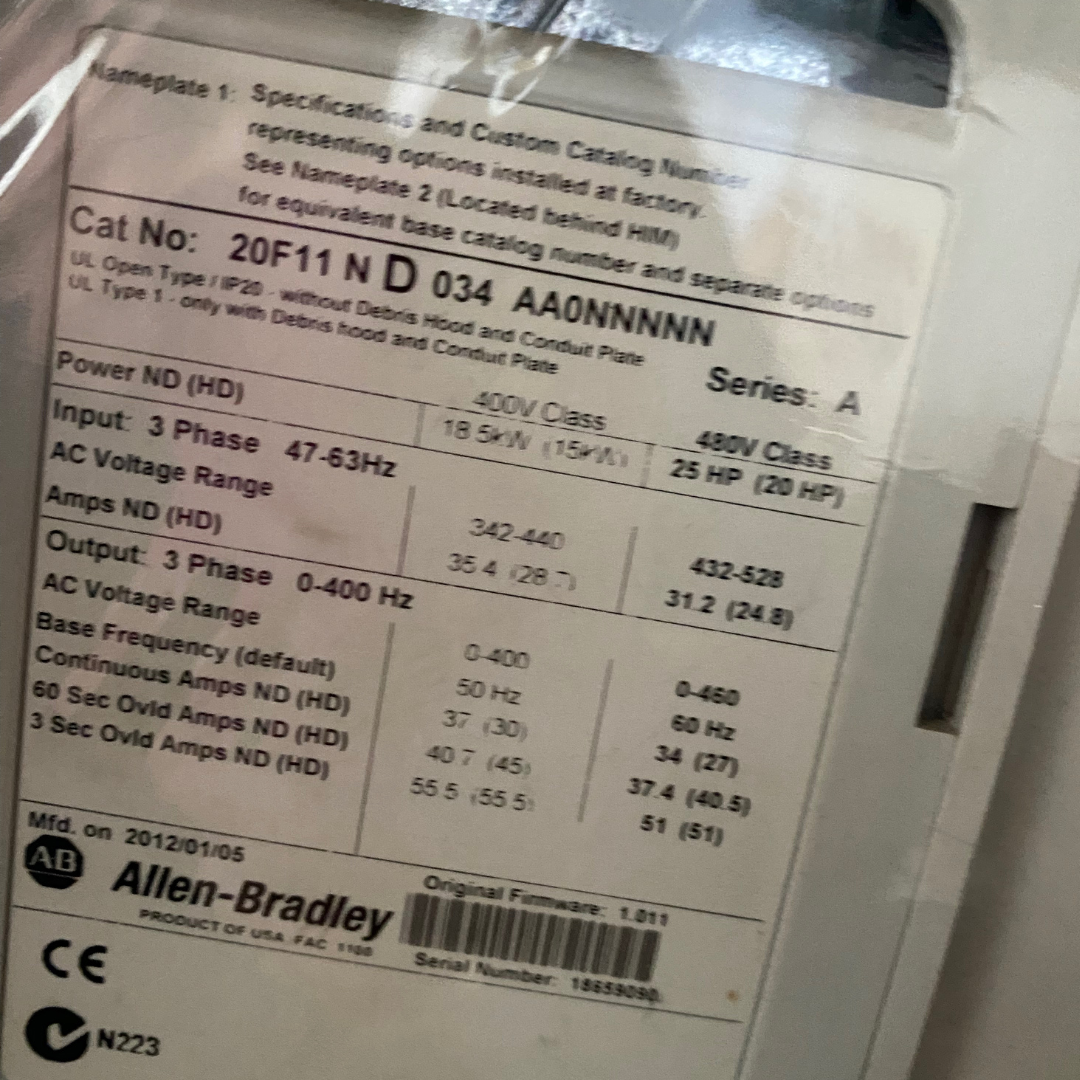 Nameplate 1: Specifications and Custom Catalog Number
representing options installed at factory.
See Nameplate 2 (Located behind HIM)
for equivalent base catalog number and separate options
Cat No: 20F11 N D 034 AA0NNNNN
UL Open Type / IP20 - without Debris Hood and Conduit Plate
UL Type 1 - only with Debris hood and Conduit Plate
Series: A
400V Class 480V Class
Power ND (HD) 18.5kW (15kW) 25 HP (20 HP)
Input: 3 Phase 47-63Hz
AC Voltage Range 342-440 432-528
Amps ND (HD) 35.4 31.2 (24.8)
Output: 3 Phase 0-400 Hz
AC Voltage Range 0-400 0-460
Base Frequency (default) 50 Hz 60 Hz
Continuous Amps ND (HD) 37 (30) 34 (27)
60 Sec Ovld Amps ND (HD) 40.7 (45) 37.4 (40.5)
3 Sec Ovld Amps ND (HD) 55.5 (55.5) 51 (51)
Mfd. on 2012/01/05
AB Allen-Bradley
PRODUCT OF USA FAC 1100
Original Firmware: 1.011
Serial Number: 18659090
CE
N223